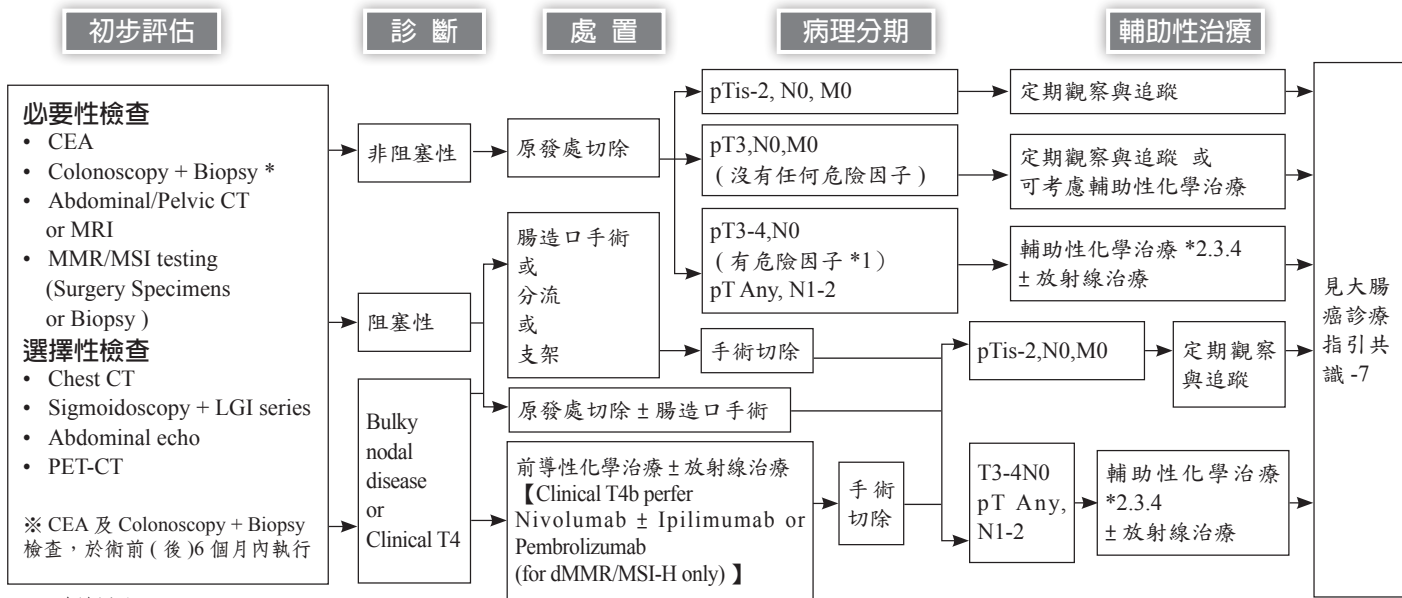 初步評估
診 斷
處 置
病理分期
輔助性治療
必要性檢查
• CEA
• Colonoscopy + Biopsy *
• Abdominal/Pelvic CT
or MRI
• MMR/MSI testing
(Surgery Specimens
or Biopsy )
選擇性檢查
• Chest CT
• Sigmoidoscopy + LGI series
• Abdominal echo
• PET-CT
※ CEA 及 Colonoscopy + Biopsy
檢查，於術前 ( 後 )6 個月內執行
非阻塞性
阻塞性
Bulky
nodal
disease
or
Clinical T4
原發處切除
腸造口手術
或
分流
或
支架
原發處切除 ± 腸造口手術
前導性化學治療 ± 放射線治療
【Clinical T4b perfer
Nivolumab ± Ipilimumab or
Pembrolizumab
(for dMMR/MSI-H only) 】
pTis-2, N0, M0
pT3,N0,M0
( 沒有任何危險因子 )
pT3-4,N0
( 有危險因子 *1 )
pT Any, N1-2
手術切除
手術
切除
pTis-2,N0,M0
T3-4N0
pT Any,
N1-2
定期觀察與追蹤
定期觀察與追蹤 或
可考慮輔助性化學治療
輔助性化學治療 *2.3.4
± 放射線治療
定期觀察
與追蹤
輔助性化學治療
*2.3.4
± 放射線治療
見大腸
癌診療
指引共
識 -7